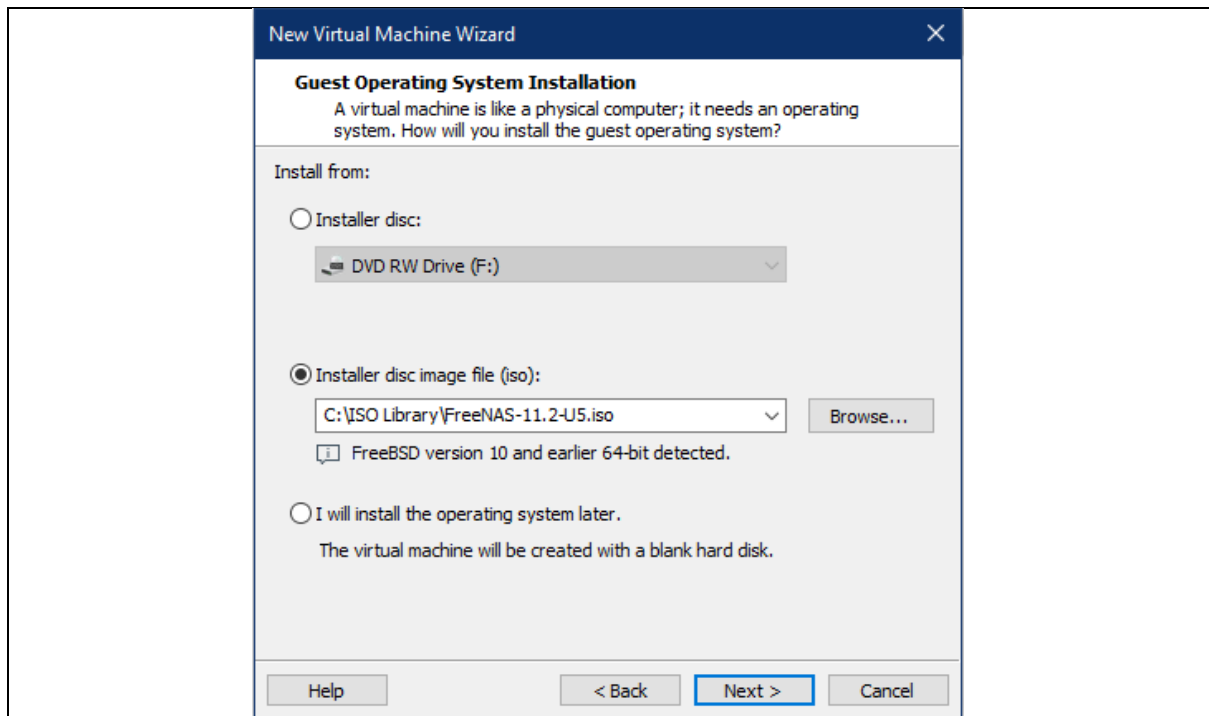 New Virtual Machine Wizard
Guest Operating System Installation
A virtual machine is like a physical computer; it needs an operating
system. How will you install the guest operating system?
Install from:
Installer disc:
DVD RW Drive (F:)
Installer disc image file (iso):
C:\ISO Library\FreeNAS-11.2-U5.iso
Browse...
FreeBSD version 10 and earlier 64-bit detected.
I will install the operating system later.
The virtual machine will be created with a blank hard disk.
Help
< Back
Next >
Cancel